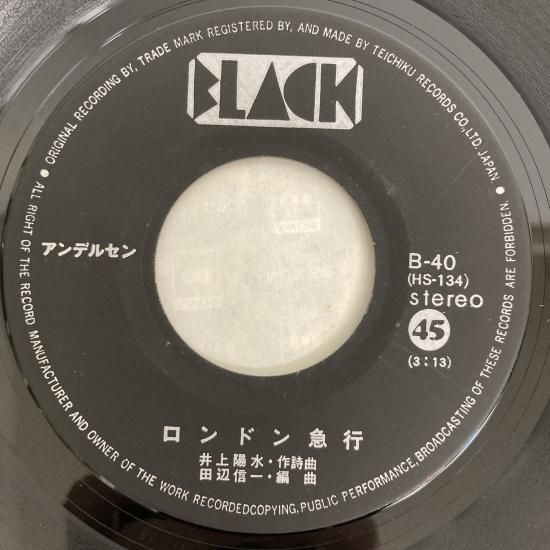 BLACK
ORIGINAL RECORDING BY, TRADE MARK REGISTERED BY, AND MADE BY TEICHIKU RECORDS CO., LTD. JAPAN.
アンデルセン
B-40
(HS-134)
stereo
45
(3:13)
ロンドン急行
井上陽水・作詩曲
田辺信一・編曲
ALL RIGHT OF THE RECORD MANUFACTURER AND OWNER OF THE WORK RECORDEDCOPYING, PUBLIC PERFORMANCE, BROADCASTING OF THESE RECORDS ARE FORBIDDEN.